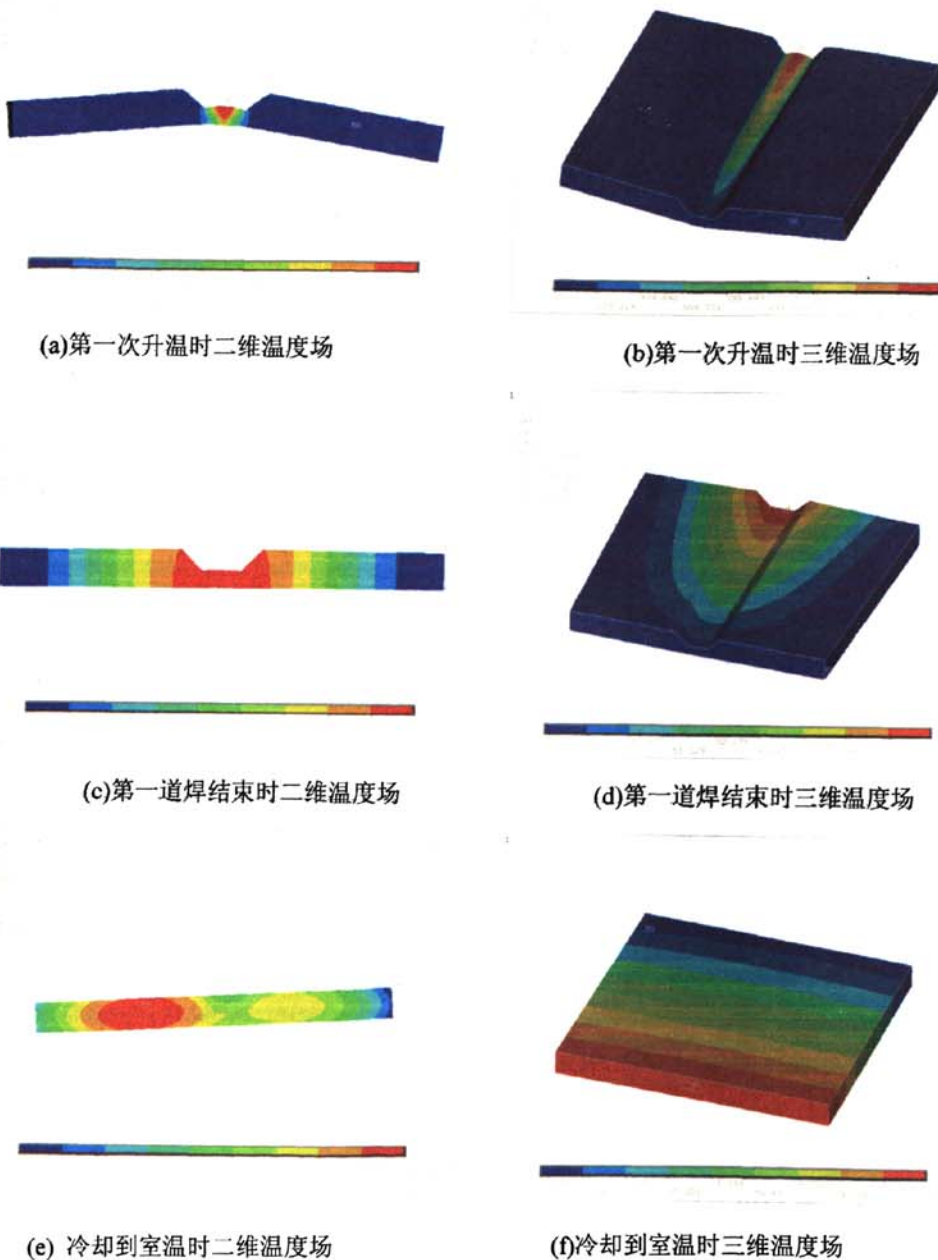 (a)第一次升温时二维温度场
(b)第一次升温时三维温度场
(c)第一道焊结束时二维温度场
(d)第一道焊结束时三维温度场
(e) 冷却到室温时二维温度场
(f)冷却到室温时三维温度场